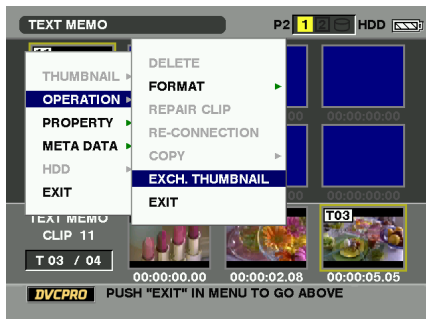 TEXT MEMO
P2 1 2 HDD
THUMBNAIL
OPERATION
PROPERTY
META DATA
HDD
EXIT
DELETE
FORMAT
REPAIR CLIP
RE-CONNECTION
COPY
EXCH. THUMBNAIL
EXIT
00:00:00:00
00:00:00:00
TEXT MEMO
CLIP 11
T 03 / 04
T03
00:00:00.00
00:00:02.08
00:00:05.05
DVCPRO PUSH "EXIT" IN MENU TO GO ABOVE